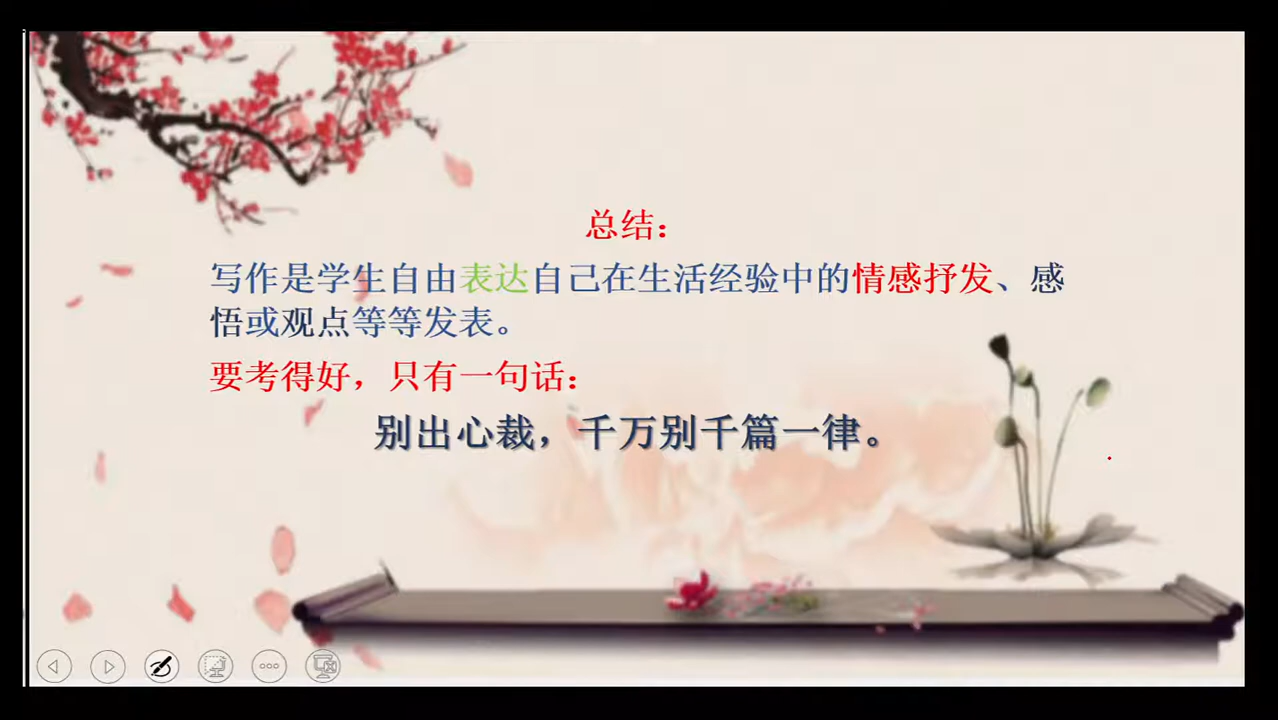 总结：
写作是学生自由表达自己在生活经验中的情感抒发、感
悟或观点等等发表。
要考得好，只有一句话：
别出心裁，千万别千篇一律。